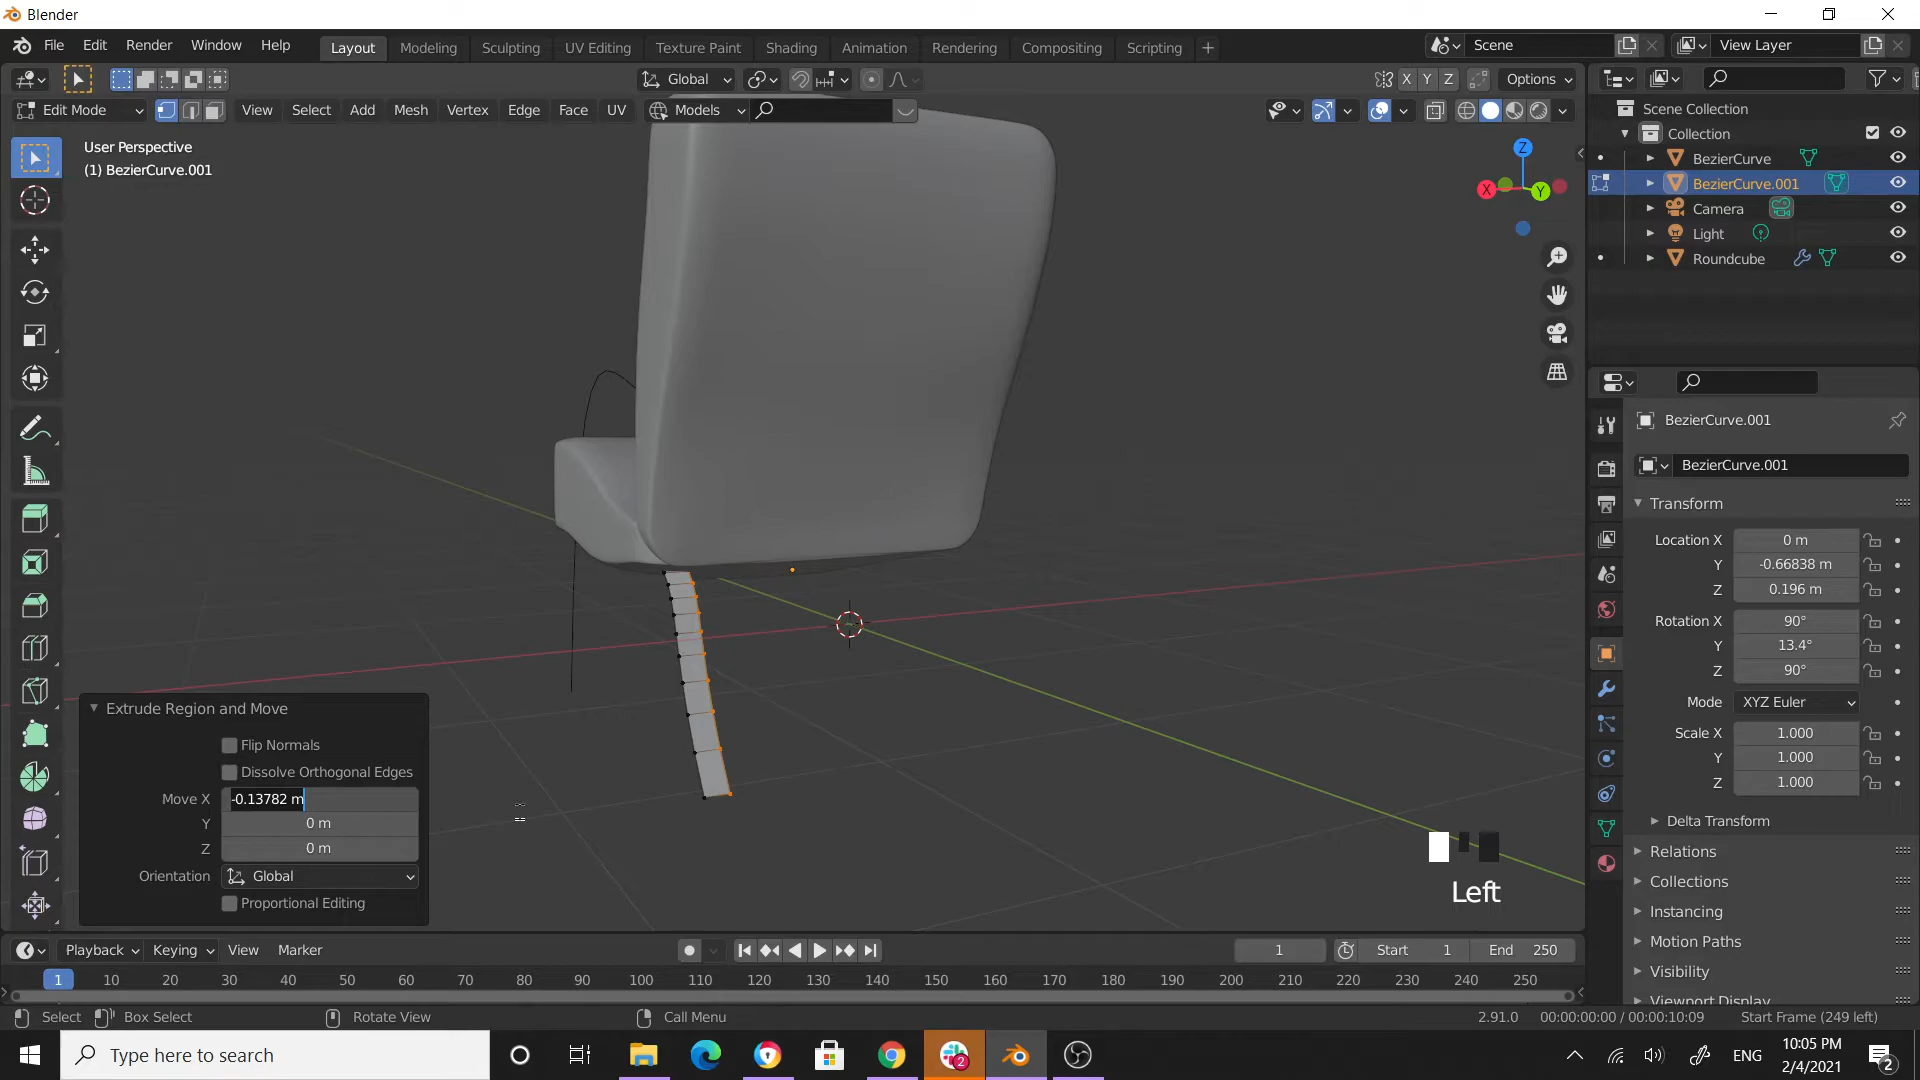 Blender
File Edit Render Window Help Layout Modeling Sculpting UV Editing Texture Paint Shading Animation Rendering Compositing Scripting + Scene View Layer
Global X Y Z Options
Edit Mode View Select Add Mesh Vertex Edge Face UV Models
User Perspective
(1) BezierCurve.001
Z
X
Y
Scene Collection
Collection
BezierCurve
BezierCurve.001
Camera
Light
Roundcube
BezierCurve.001
BezierCurve.001
Transform
Location X 0 m
Y -0.66838 m
Z 0.196 m
Rotation X 90°
Y 13.4°
Z 90°
Mode XYZ Euler
Scale X 1.000
Y 1.000
Z 1.000
Delta Transform
Relations
Collections
Instancing
Motion Paths
Visibility
Viewport Display
Extrude Region and Move
Flip Normals
Dissolve Orthogonal Edges
Move X -0.13782 m
Y 0 m
Z 0 m
Orientation Global
Proportional Editing
Left
Playback Keying View Marker 1 Start 1 End 250
1 10 20 30 40 50 60 70 80 90 100 110 120 130 140 150 160 170 180 190 200 210 220 230 240 250
Select Box Select Rotate View Call Menu 2.91.0 00:00:00:00 / 00:00:10:09 Start Frame (249 left)
Type here to search 2 ENG 10:05 PM
2/4/2021 2